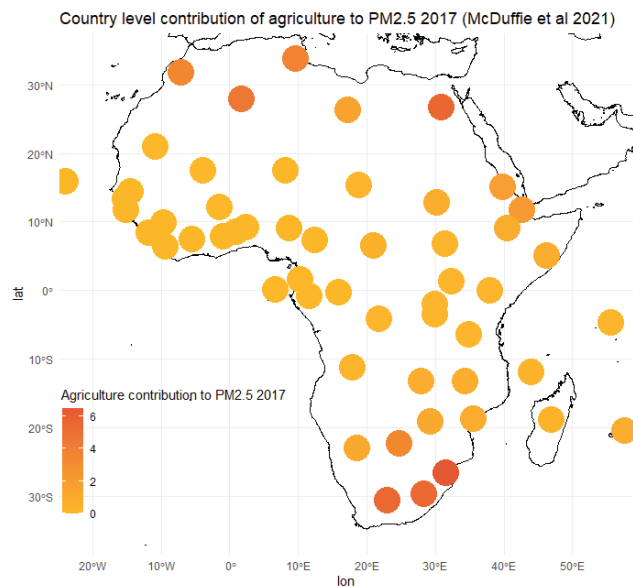 Country level contribution of agriculture to PM2.5 2017 (McDuffie et al 2021)
30°N
20°N
10°N
0°
10°S
20°S
30°S
lat
Agriculture contribution to PM2.5 2017
6
4
2
0
20°W
10°W
0°
10°E
20°E
30°E
40°E
50°E
lon